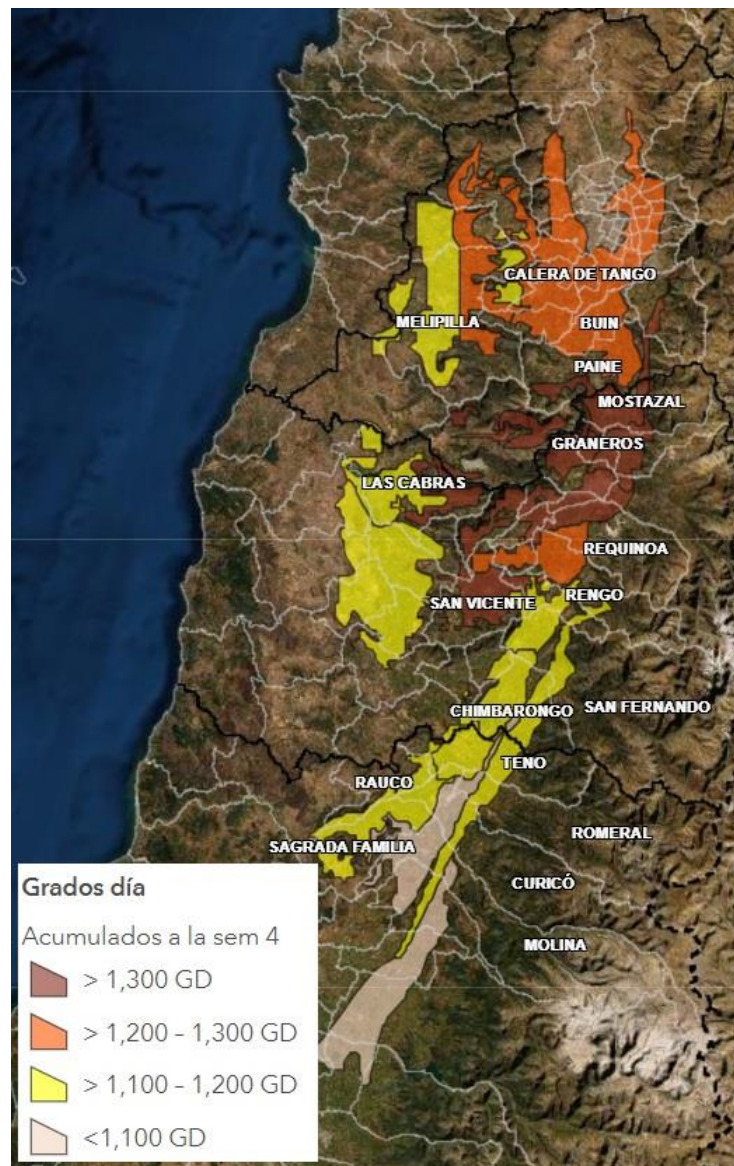 CALERA DE TANGO
MELIPILLA
BUIN
PAINE
MOSTAZAL
GRANEROS
LAS CABRAS
REQUINOA
RENGO
SAN VICENTE
SAN FERNANDO
CHIMBARONGO
TENO
RAUCO
ROMERAL
SAGRADA FAMILIA
CURICÓ
MOLINA
Grados día
Acumulados a la sem 4
> 1,300 GD
> 1,200 - 1,300 GD
> 1,100 - 1,200 GD
<1,100 GD